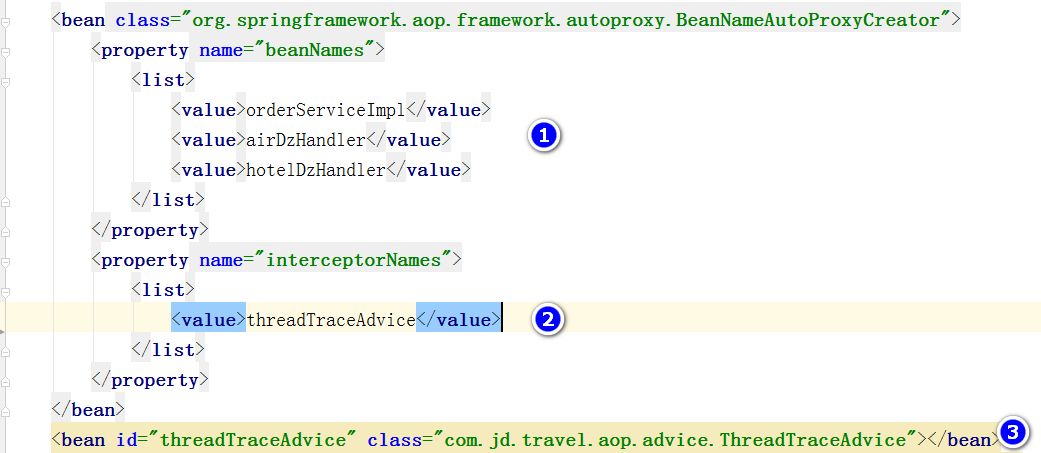 <bean class="org.springframework.aop.framework.autoproxy.BeanNameAutoProxyCreator">
<property name="beanNames">
<list>
<value>orderServiceImpl</value>
<value>airDzHandler</value>
1
<value>hotelDzHandler</value>
</list>
</property>
<property name="interceptorNames">
<list>
<value>threadTraceAdvice</value> 2
</list>
</property>
</bean>
<bean id="threadTraceAdvice" class="com.jd.travel.aop.advice.ThreadTraceAdvice"></bean> 3